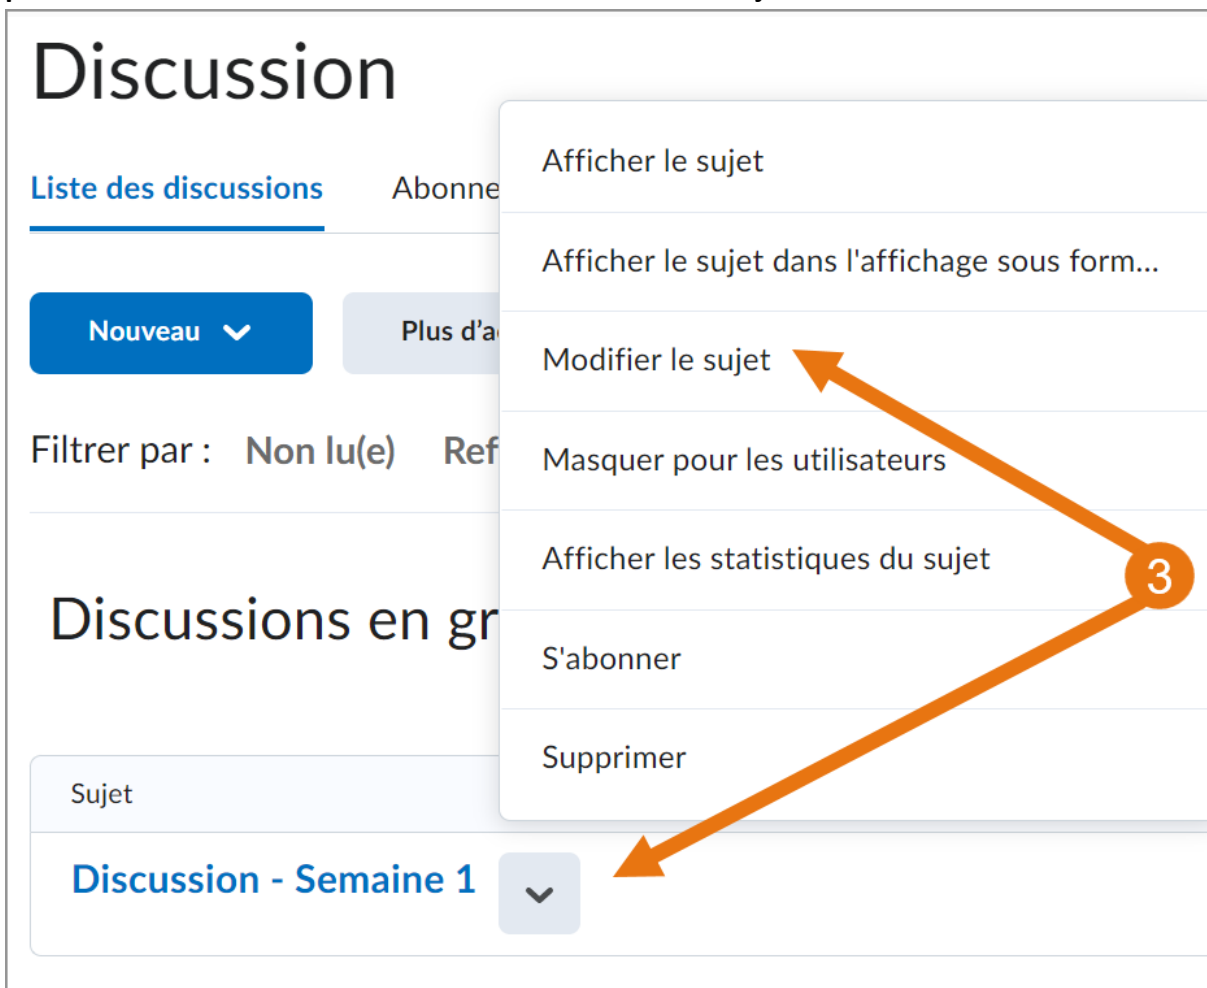 Discussion
Liste des discussions Abonne
Nouveau Plus d’a
Filtrer par : Non lu(e) Ref
Discussions en gr
Afficher le sujet
Afficher le sujet dans l'affichage sous form...
Modifier le sujet
Masquer pour les utilisateurs
Afficher les statistiques du sujet
3
S'abonner
Supprimer
Sujet
Discussion - Semaine 1